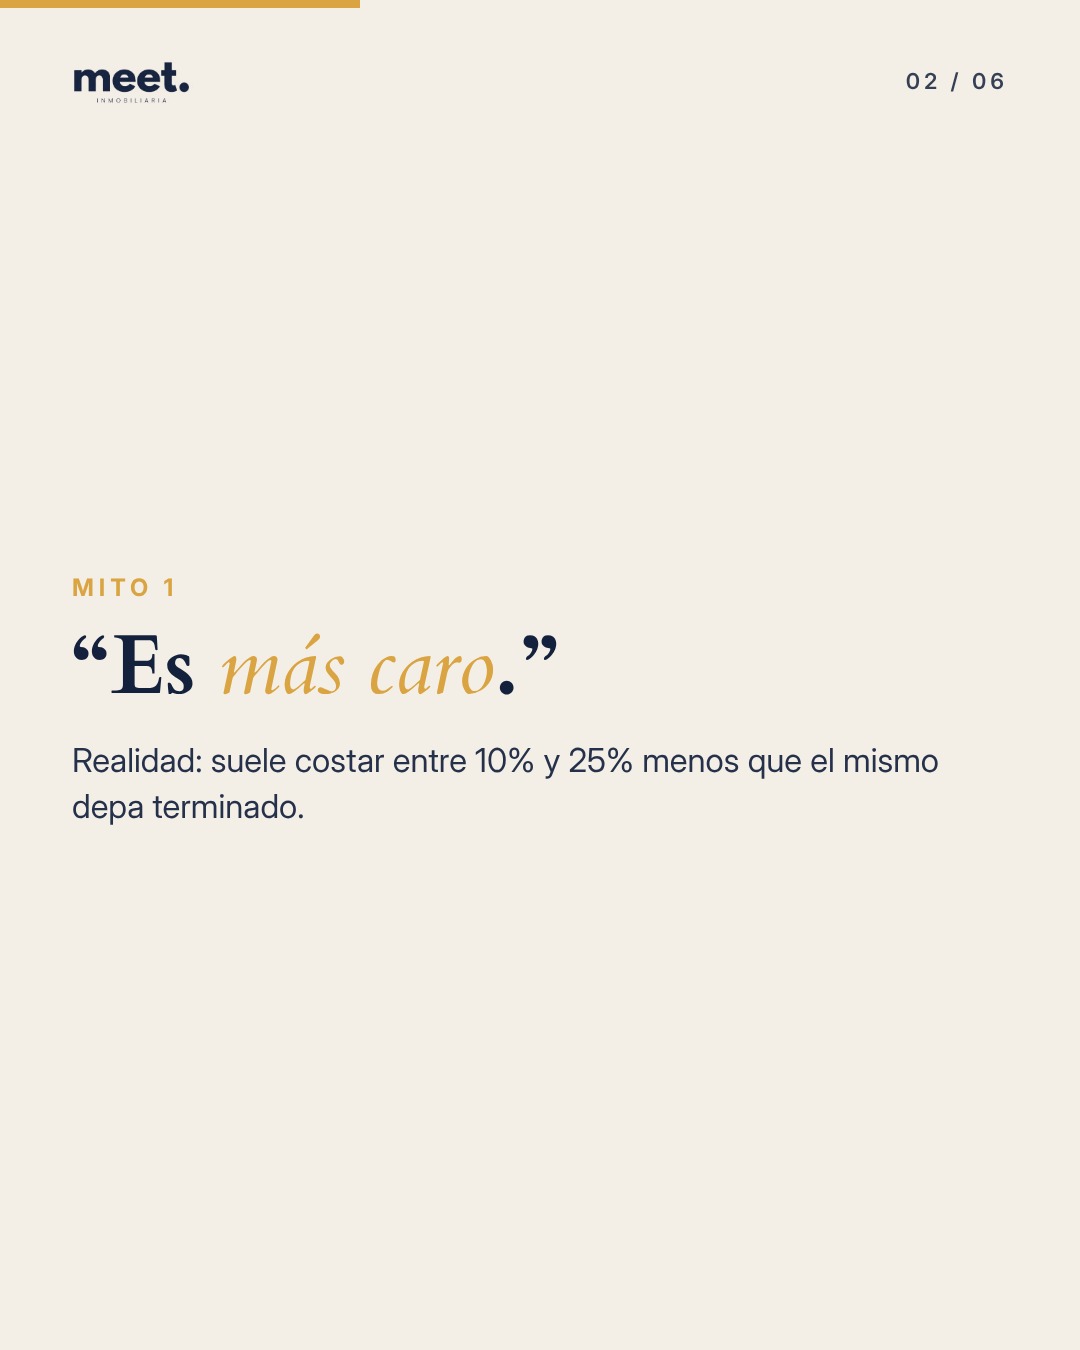 meet.
INMOBILIARIA
02 / 06
MITO 1
“Es más caro.”
Realidad: suele costar entre 10% y 25% menos que el mismo
depa terminado.